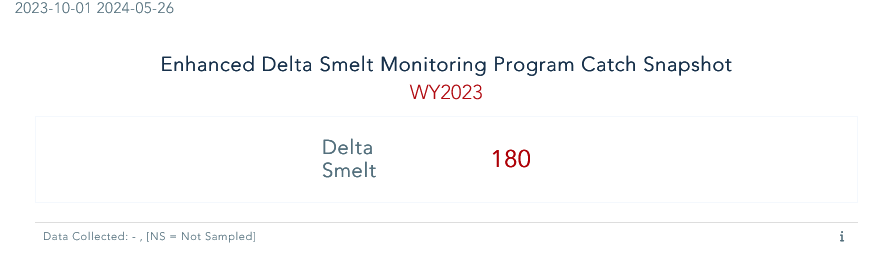 2023-10-01 2024-05-26
Enhanced Delta Smelt Monitoring Program Catch Snapshot
WY2023
Delta
Smelt
180
Data Collected: - , [NS = Not Sampled]
i